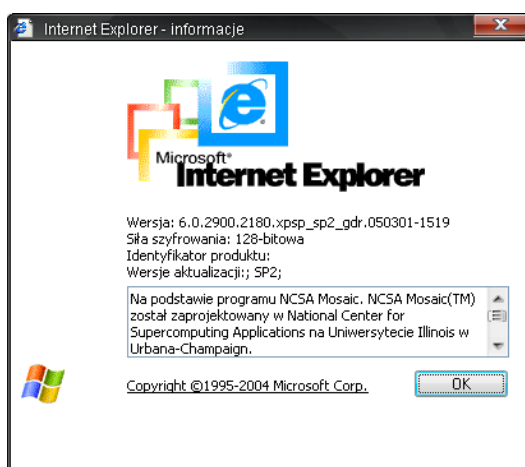 Internet Explorer - informacje
Microsoft
Internet Explorer
Wersja: 6.0.2900.2180.xpsp_sp2_gdr.050301-1519
Siła szyfrowania: 128-bitowa
Identyfikator produktu:
Wersje aktualizacji:; SP2;
Na podstawie programu NCSA Mosaic. NCSA Mosaic(TM)
został zaprojektowany w National Center for
Supercomputing Applications na Uniwersytecie Illinois w
Urbana-Champaign.
Copyright ©1995-2004 Microsoft Corp.
OK